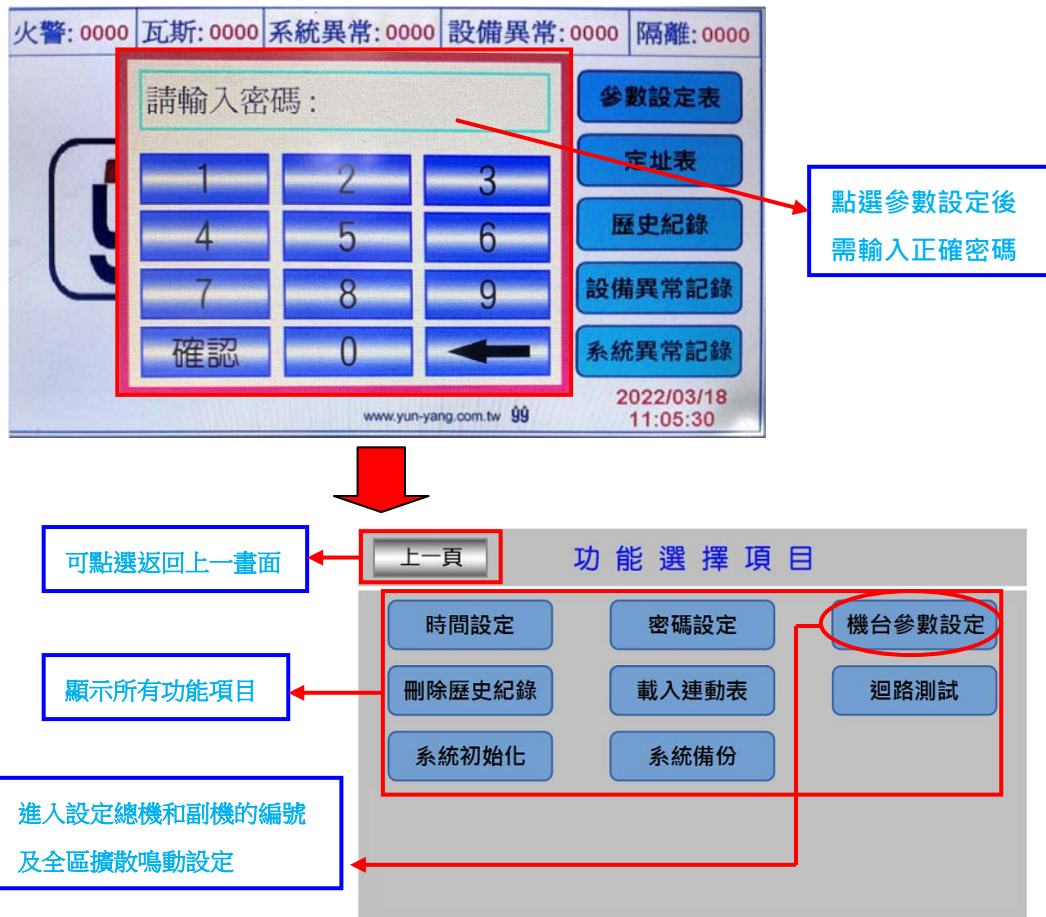 火警: 0000 瓦斯: 0000 系統異常: 0000 設備異常: 0000 隔離: 0000
請輸入密碼 :
1 2 3
4 5 6
7 8 9
確認 0
參數設定表
定址表
歷史紀錄
設備異常記錄
系統異常記錄
2022/03/18
11:05:30
www.yun-yang.com.tw
點選參數設定後
需輸入正確密碼
可點選返回上一畫面
上一頁 功能選擇項目
時間設定 密碼設定 機台參數設定
顯示所有功能項目
刪除歷史紀錄 載入連動表 迴路測試
系統初始化 系統備份
進入設定總機和副機的編號
及全區擴散鳴動設定